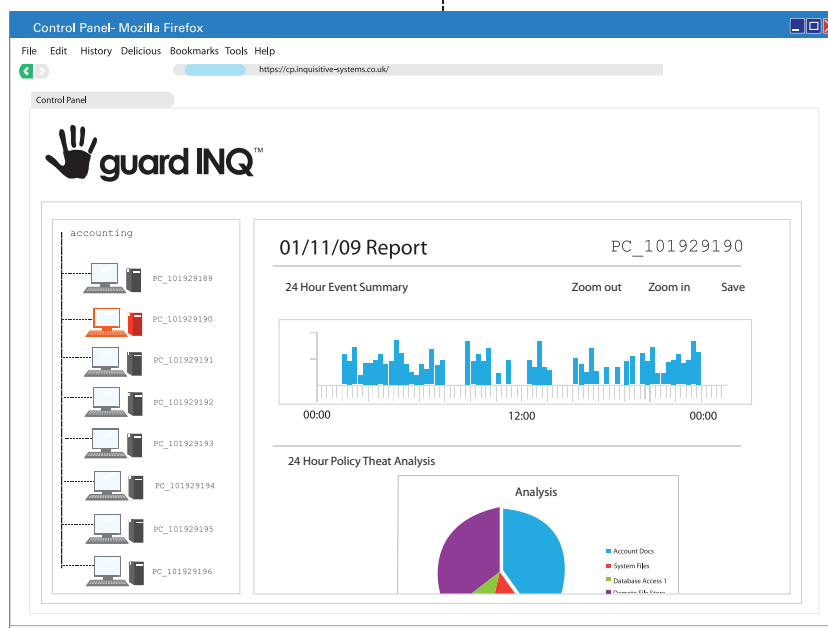 Control Panel- Mozilla Firefox
File Edit History Delicious Bookmarks Tools Help
https://cp.inquisitive-systems.co.uk/
Control Panel
guard INQ™
accounting
PC_101929189
PC_101929190
PC_101929191
PC_101929192
PC_101929193
PC_101929194
PC_101929195
PC_101929196
01/11/09 Report PC_101929190
24 Hour Event Summary Zoom out Zoom in Save
00:00 12:00 00:00
24 Hour Policy Theat Analysis
Analysis
Account Docs
System Files
Database Access 1